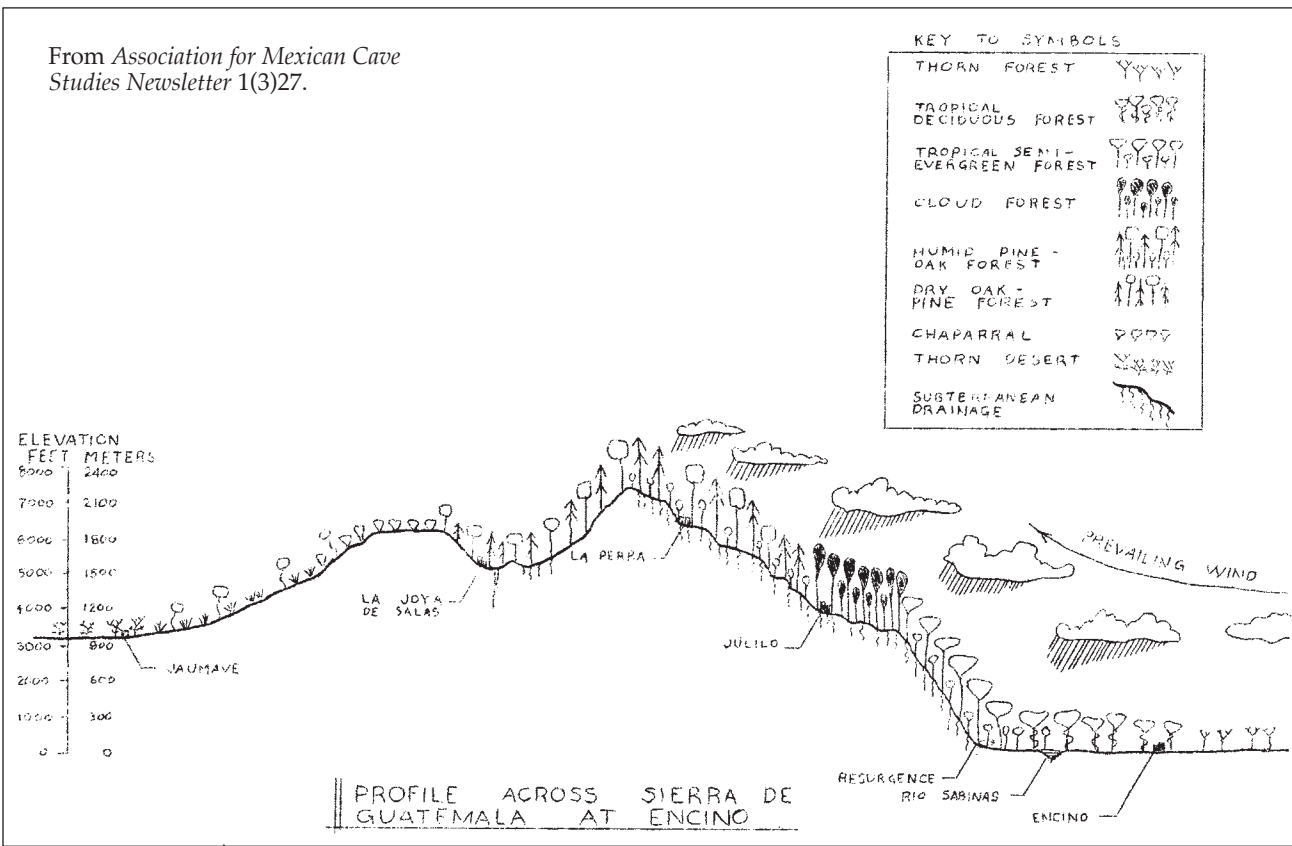 From Association for Mexican Cave
Studies Newsletter 1(3)27.
KEY TO SYMBOLS
THORN FOREST
TROPICAL
DECIDUOUS FOREST
TROPICAL SEMI-
EVERGREEN FOREST
CLOUD FOREST
HUMID PINE-
OAK FOREST
DRY OAK-
PINE FOREST
CHAPARRAL
THORN DESERT
SUBTERRANEAN
DRAINAGE
ELEVATION
FEET METERS
8000 2400
7000 2100
6000 1800
5000 1500
4000 1200
3000 900
2000 600
1000 300
0 0
JAUMAVE
LA JOYA
DE SALAS
LA PERRA
JULILO
PREVAILING WIND
RESURGENCE
RIO SABINAS
ENCINO
PROFILE ACROSS SIERRA DE
GUATEMALA AT ENCINO